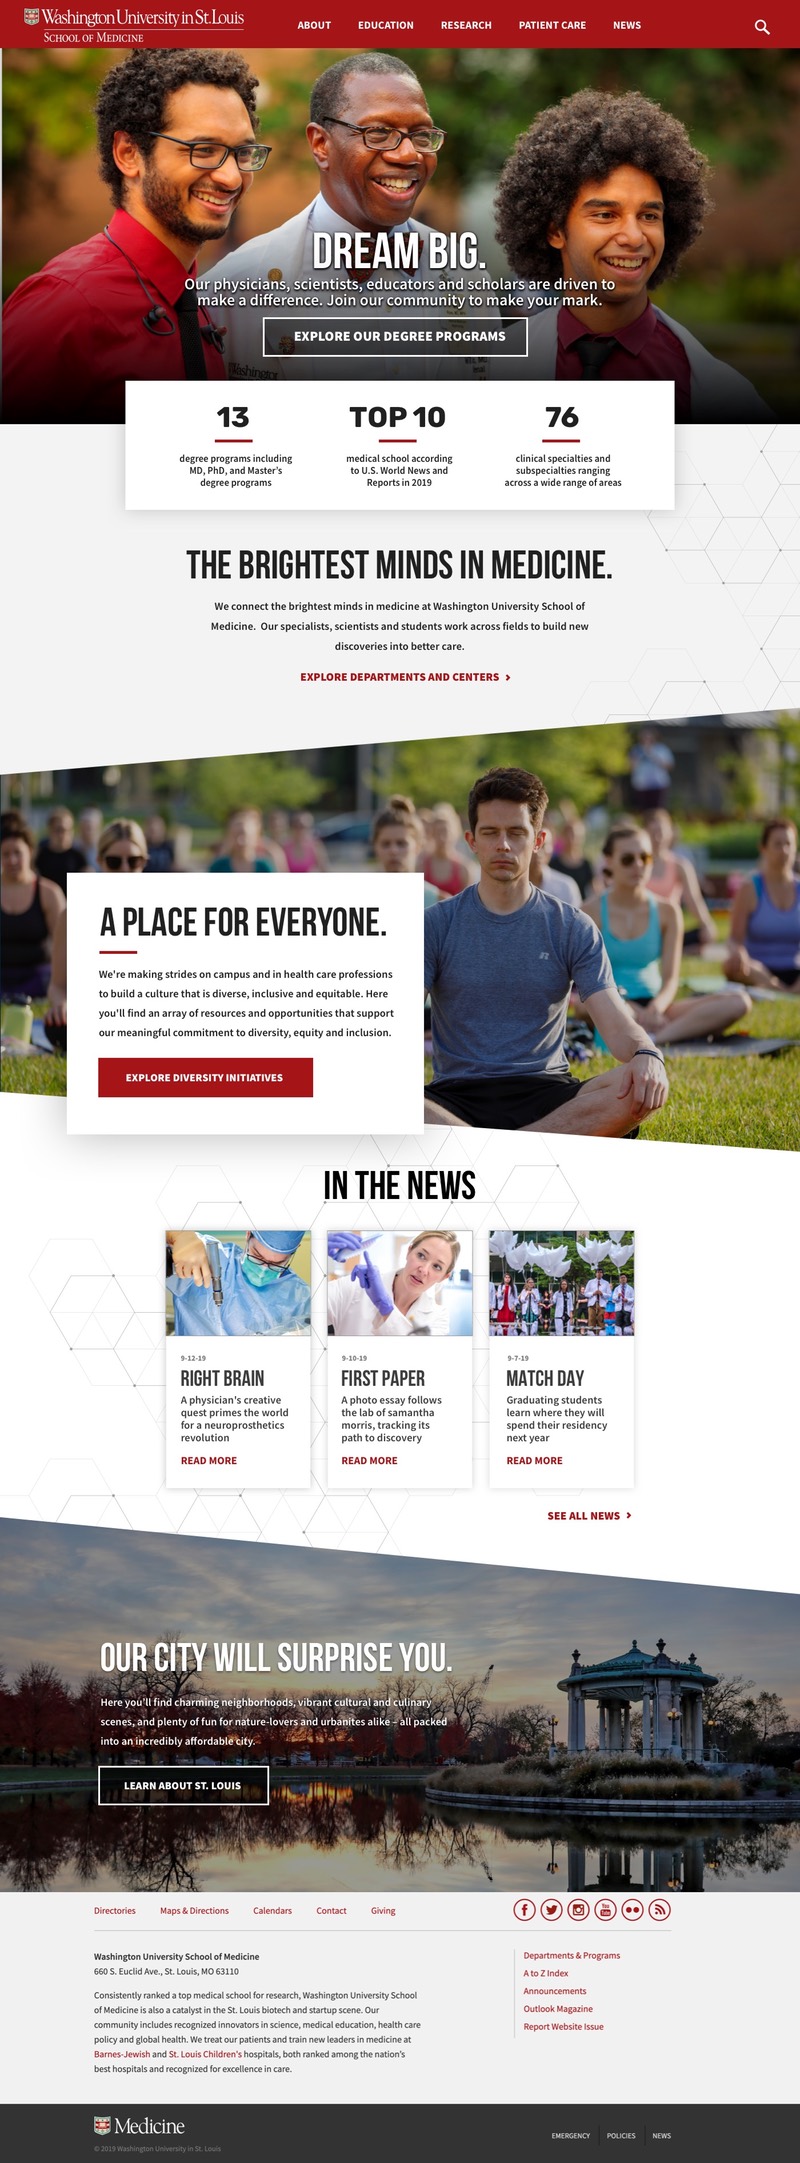 Washington University in St. Louis
SCHOOL OF MEDICINE
ABOUT EDUCATION RESEARCH PATIENT CARE NEWS
DREAM BIG.
Our physicians, scientists, educators and scholars are driven to
make a difference. Join our community to make your mark.
EXPLORE OUR DEGREE PROGRAMS
Washington
13
degree programs including
MD, PhD, and Master's
degree programs
TOP 10
medical school according
to U.S. World News and
Reports in 2019
76
clinical specialties and
subspecialties ranging
across a wide range of areas
THE BRIGHTEST MINDS IN MEDICINE.
We connect the brightest minds in medicine at Washington University School of
Medicine. Our specialists, scientists and students work across fields to build new
discoveries into better care.
EXPLORE DEPARTMENTS AND CENTERS
A PLACE FOR EVERYONE.
We're making strides on campus and in health care professions
to build a culture that is diverse, inclusive and equitable. Here
you'll find an array of resources and opportunities that support
our meaningful commitment to diversity, equity and inclusion.
EXPLORE DIVERSITY INITIATIVES
IN THE NEWS
9-12-19
RIGHT BRAIN
A physician's creative
quest primes the world
for a neuroprosthetics
revolution
READ MORE
9-10-19
FIRST PAPER
A photo essay follows
the lab of samantha
morris, tracking its
path to discovery
READ MORE
9-7-19
MATCH DAY
Graduating students
learn where they will
spend their residency
next year
READ MORE
SEE ALL NEWS
OUR CITY WILL SURPRISE YOU.
Here you'll find charming neighborhoods, vibrant cultural and culinary
scenes, and plenty of fun for nature-lovers and urbanites alike – all packed
into an incredibly affordable city.
LEARN ABOUT ST. LOUIS
Directories Maps & Directions Calendars Contact Giving
You Tube
Washington University School of Medicine
660 S. Euclid Ave., St. Louis, MO 63110
Consistently ranked a top medical school for research, Washington University School
of Medicine is also a catalyst in the St. Louis biotech and startup scene. Our
community includes recognized innovators in science, medical education, health care
policy and global health. We treat our patients and train new leaders in medicine at
Barnes-Jewish and St. Louis Children's hospitals, both ranked among the nation's
best hospitals and recognized for excellence in care.
Departments & Programs
A to Z Index
Announcements
Outlook Magazine
Report Website Issue
Medicine
© 2019 Washington University in St. Louis
EMERGENCY POLICIES NEWS